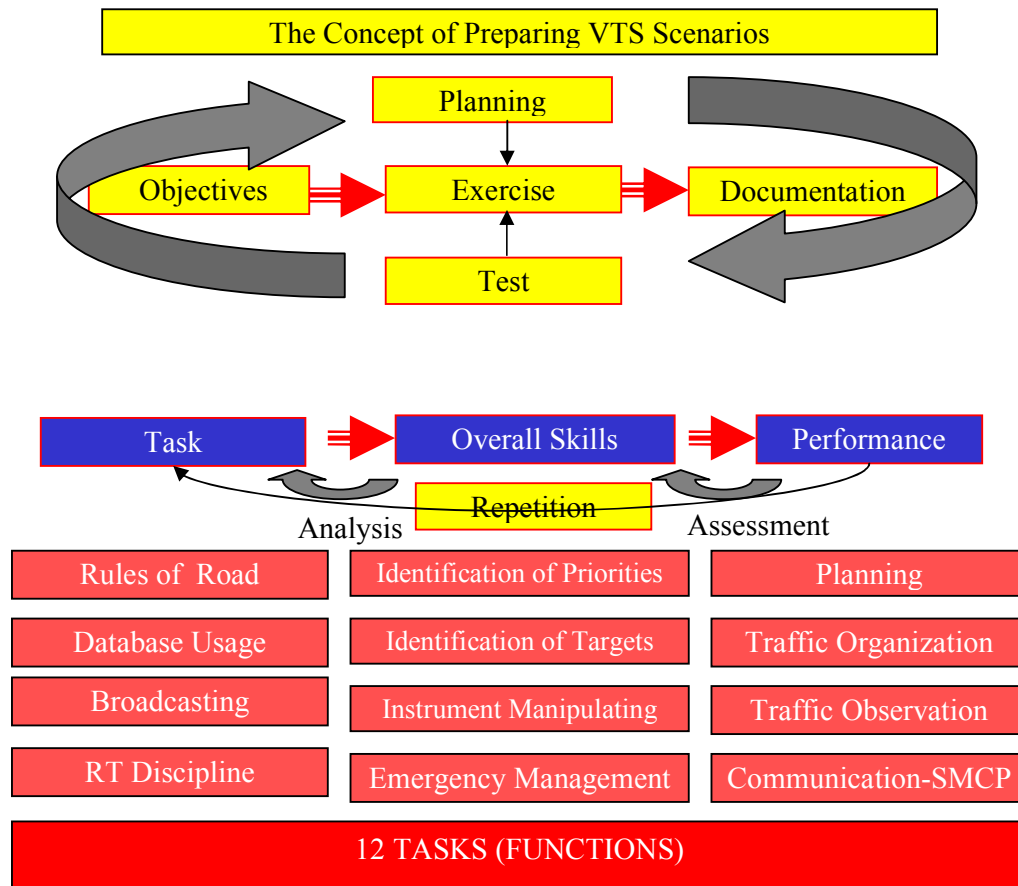 The Concept of Preparing VTS Scenarios
Planning
Objectives
Exercise
Documentation
Test
Task
Overall Skills
Performance
Repetition
Analysis
Assessment
Rules of Road
Identification of Priorities
Planning
Database Usage
Identification of Targets
Traffic Organization
Broadcasting
Instrument Manipulating
Traffic Observation
RT Discipline
Emergency Management
Communication-SMCP
12 TASKS (FUNCTIONS)